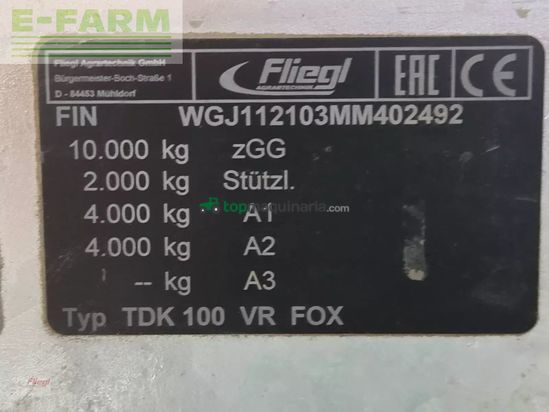 E-FARM
Fliegl Agrartechnik GmbH
Bürgermeister-Boch-Straße 1
D - 84453 Mühldorf
Fliegl
AGRARTECHNIK
EAC CE
FIN WGJ112103MM402492
10.000 kg zGG
2.000 kg Stützl.
topmaquinaria.com
4.000 kg A1
4.000 kg A2
-- kg A3
Typ TDK 100 VR FOX
Fliegl